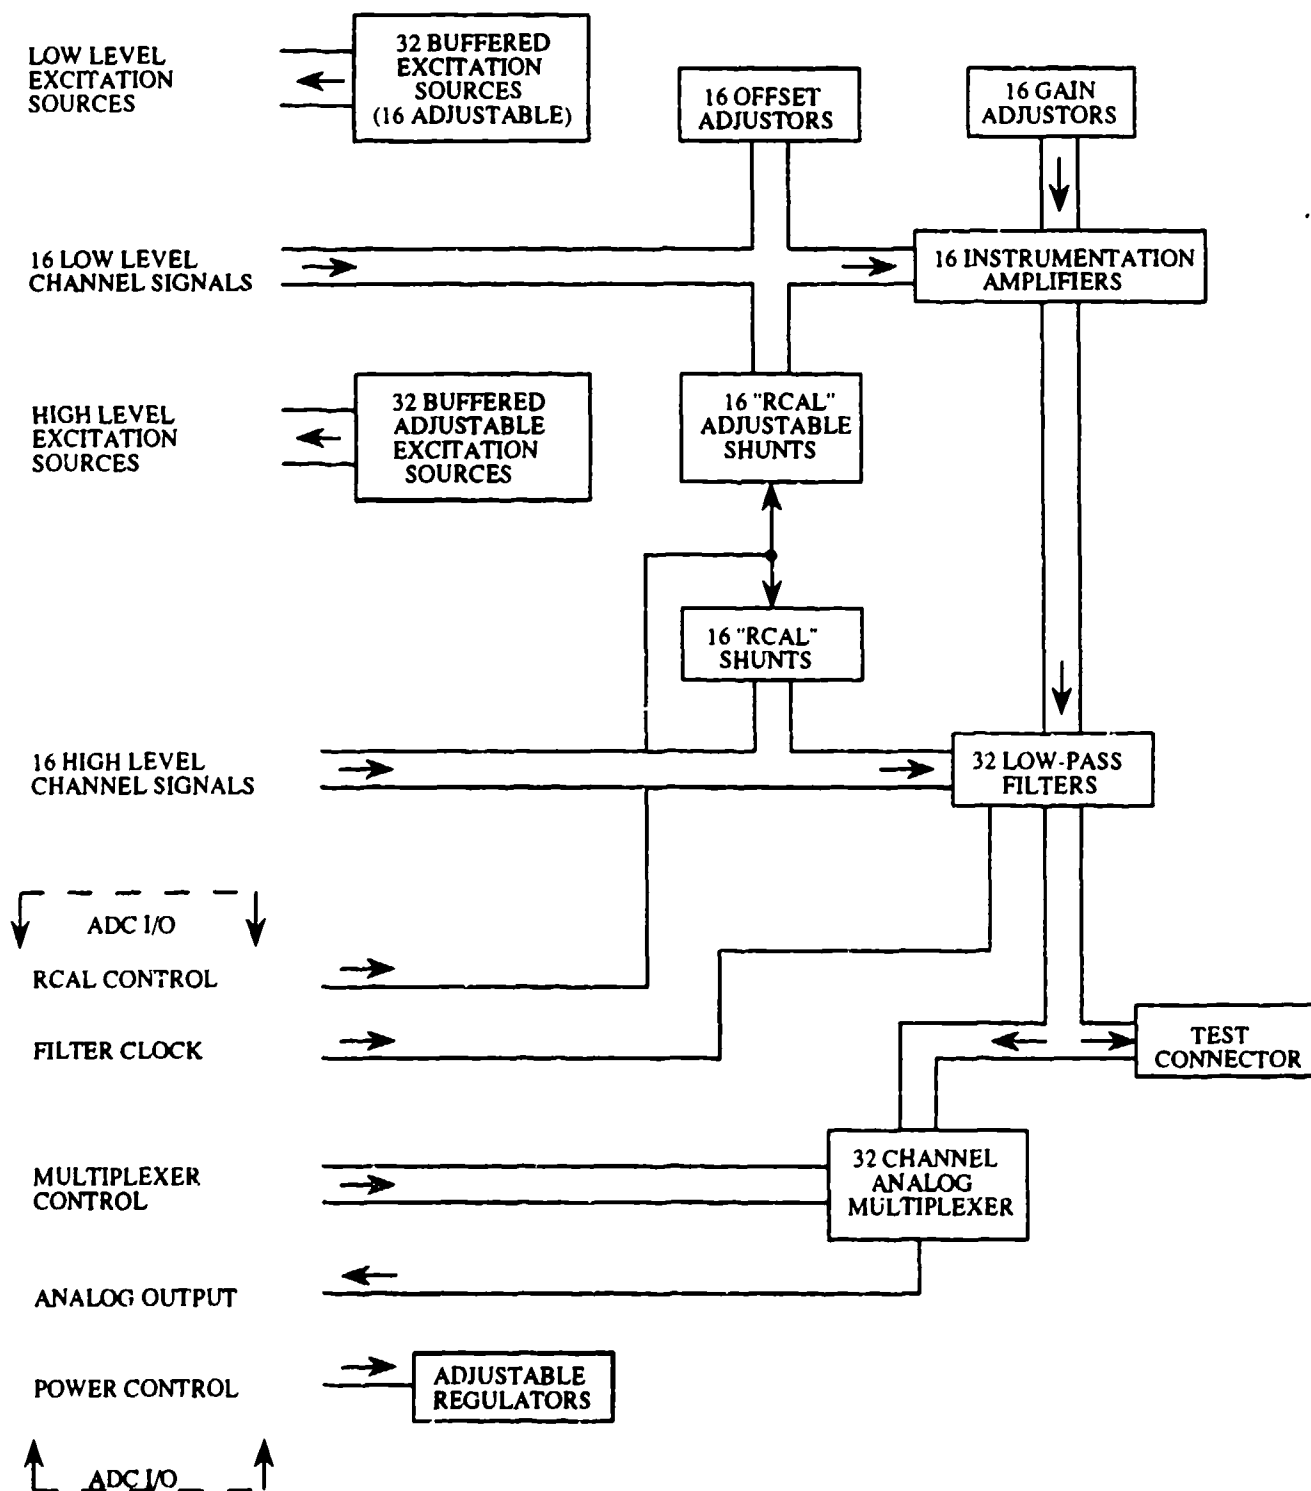 LOW LEVEL
EXCITATION
SOURCES
32 BUFFERED
EXCITATION
SOURCES
(16 ADJUSTABLE)
16 OFFSET
ADJUSTORS
16 GAIN
ADJUSTORS
16 LOW LEVEL
CHANNEL SIGNALS
16 INSTRUMENTATION
AMPLIFIERS
HIGH LEVEL
EXCITATION
SOURCES
32 BUFFERED
ADJUSTABLE
EXCITATION
SOURCES
16 "RCAL"
ADJUSTABLE
SHUNTS
16 "RCAL"
SHUNTS
16 HIGH LEVEL
CHANNEL SIGNALS
32 LOW-PASS
FILTERS
ADC I/O
RCAL CONTROL
FILTER CLOCK
TEST
CONNECTOR
MULTIPLEXER
CONTROL
32 CHANNEL
ANALOG
MULTIPLEXER
ANALOG OUTPUT
POWER CONTROL
ADJUSTABLE
REGULATORS
ADC I/O